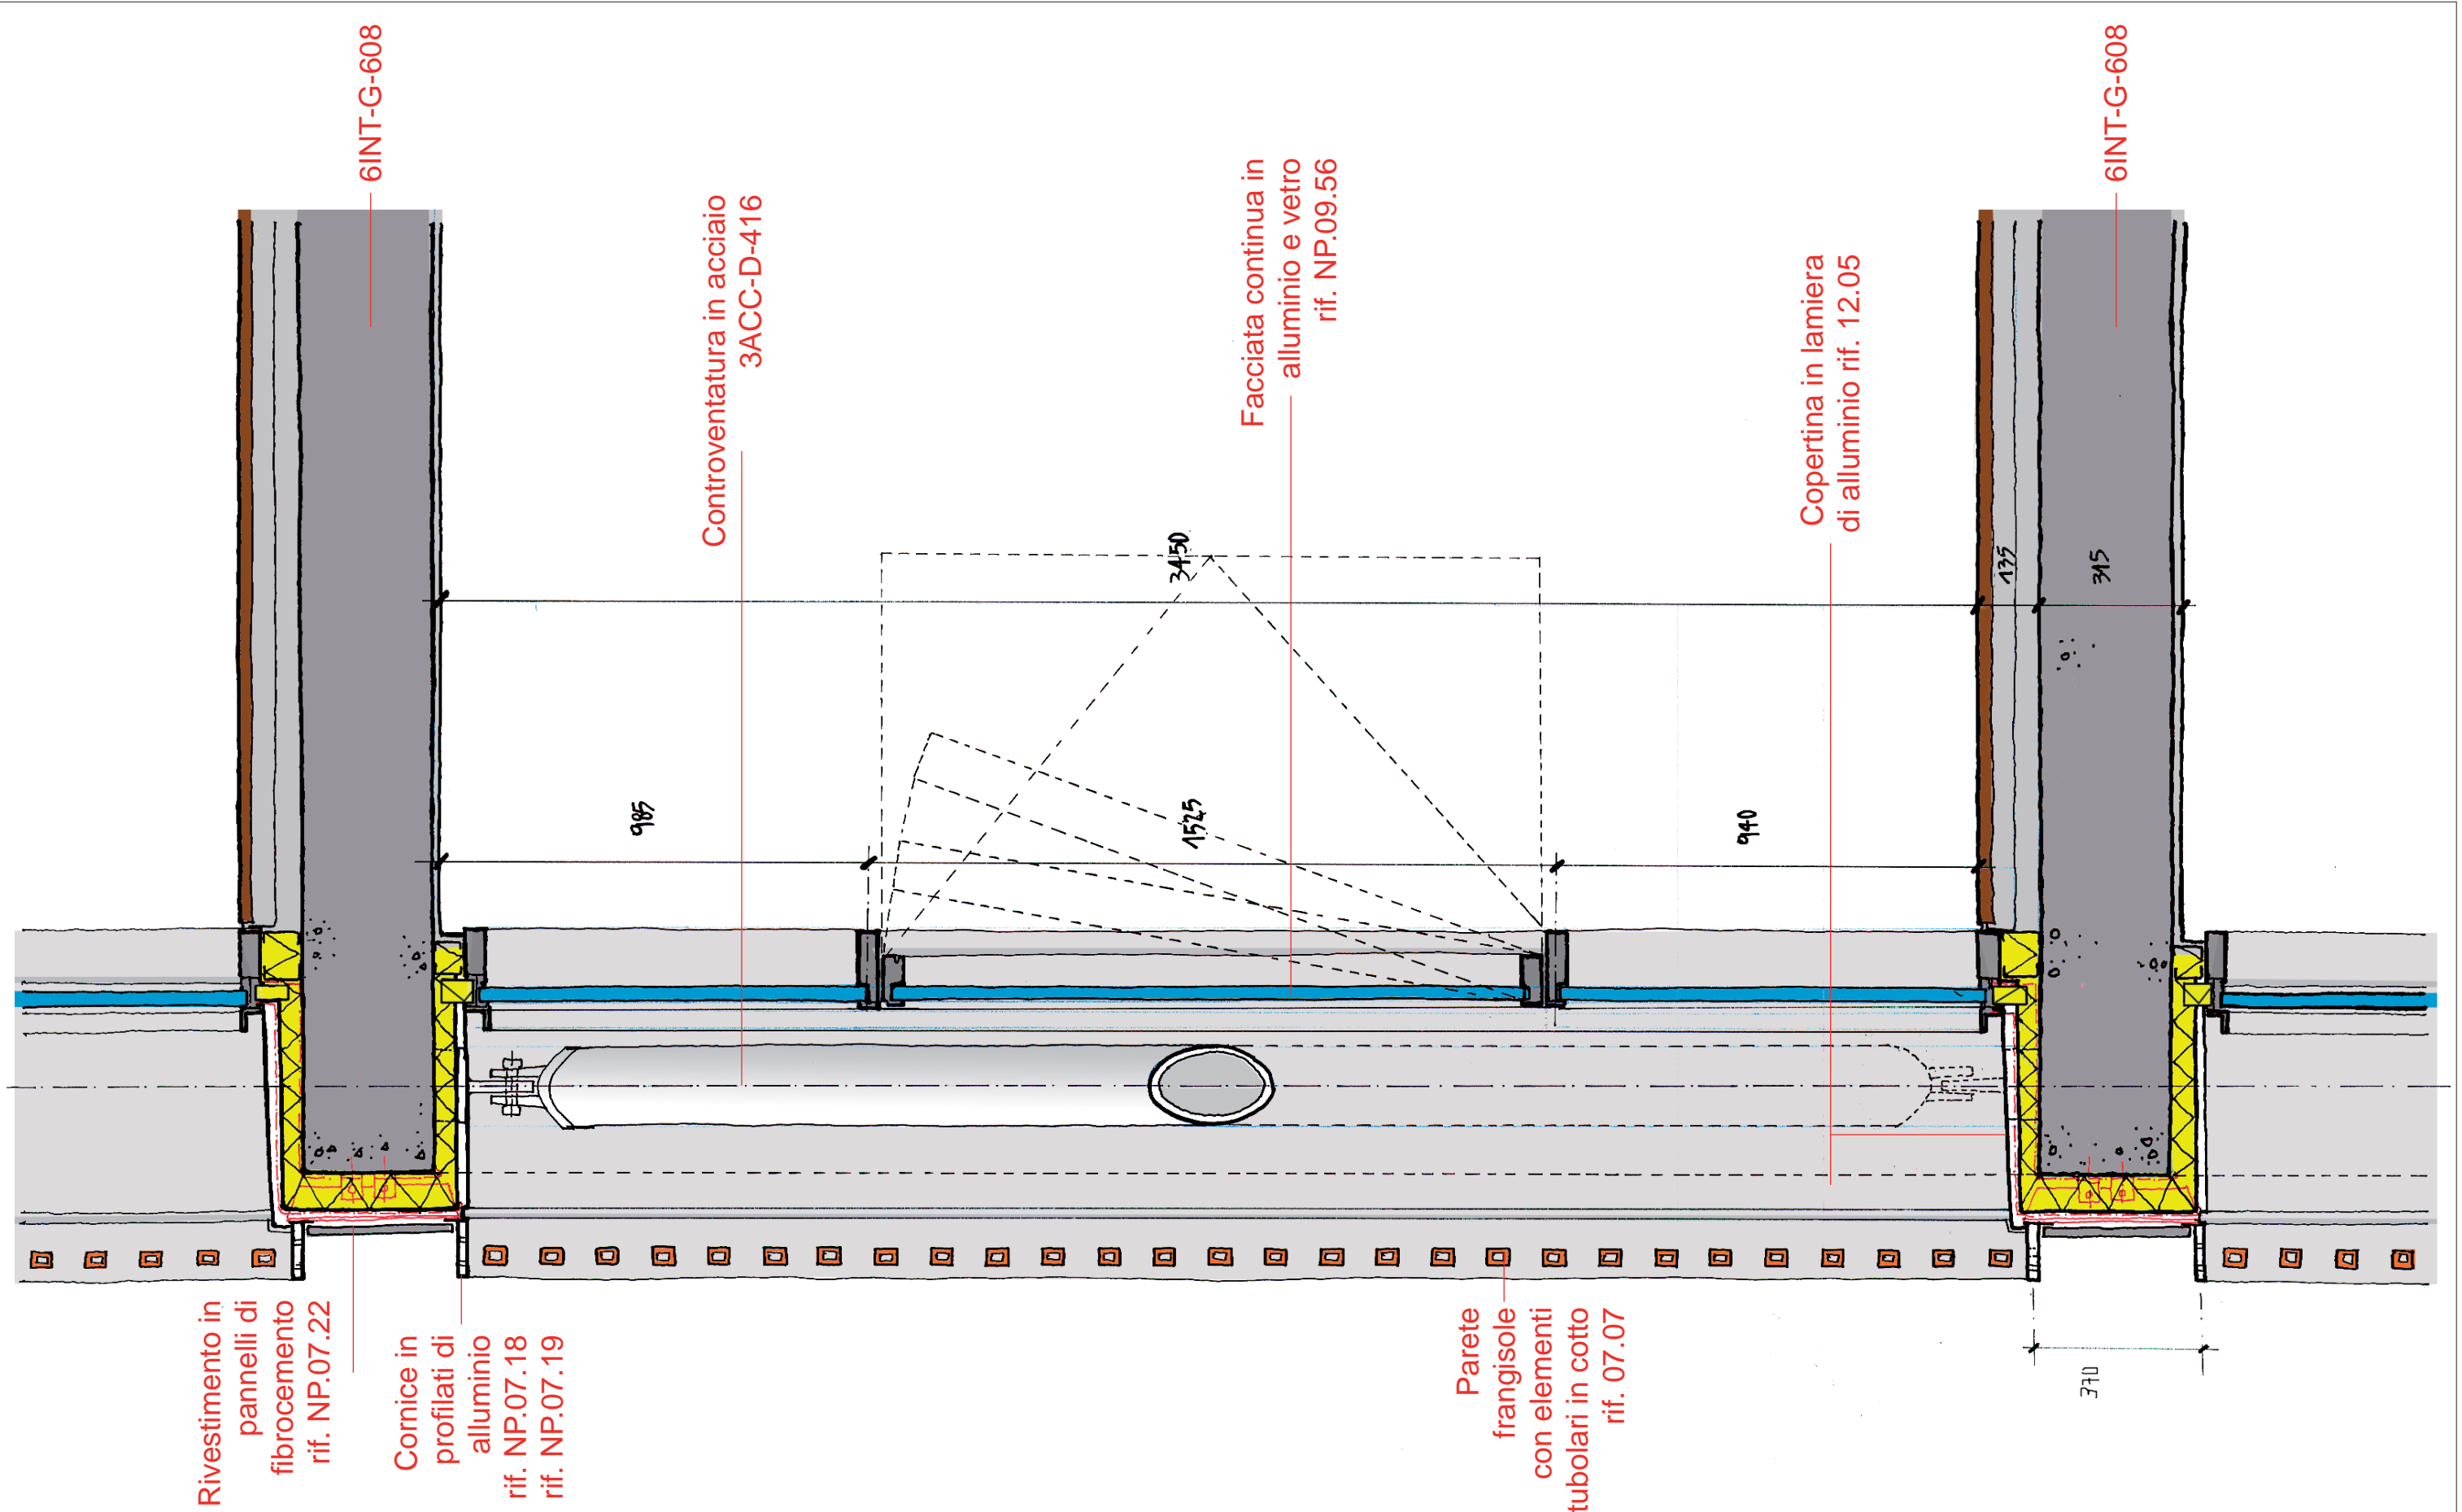 6INT-G-608
Controventatura in acciaio
3ACC-D-416
Facciata continua in
alluminio e vetro
rif. NP.09.56
Copertina in lamiera
di alluminio rif. 12.05
6INT-G-608
3450
135
315
985
1525
940
Rivestimento in
pannelli di
fibrocemento
rif. NP.07.22
Cornice in
profilati di
alluminio
rif. NP.07.18
rif. NP.07.19
Parete
frangisole
con elementi
tubolari in cotto
rif. 07.07
370